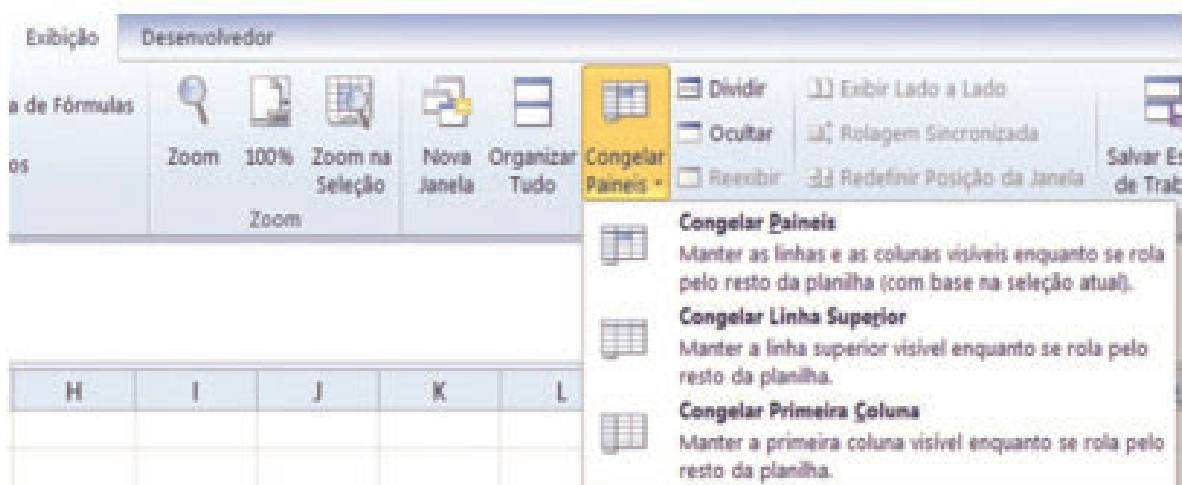 Exibição Desenvolvedor
a de Fórmulas
os
Zoom 100% Zoom na Seleção
Nova Janela Organizar Tudo
Congelar Paineis
Dividir
Ocultar
Reexibir
Exibir Lado a Lado
Rolagem Sincronizada
Redefinir Posição da Janela
Salvar Es
de Trab
Zoom
Congelar Paineis
Manter as linhas e as colunas visíveis enquanto se rola
pelo resto da planilha (com base na seleção atual).
Congelar Linha Superior
Manter a linha superior visível enquanto se rola pelo
resto da planilha.
Congelar Primeira Coluna
Manter a primeira coluna visível enquanto se rola pelo
resto da planilha.
H I J K L